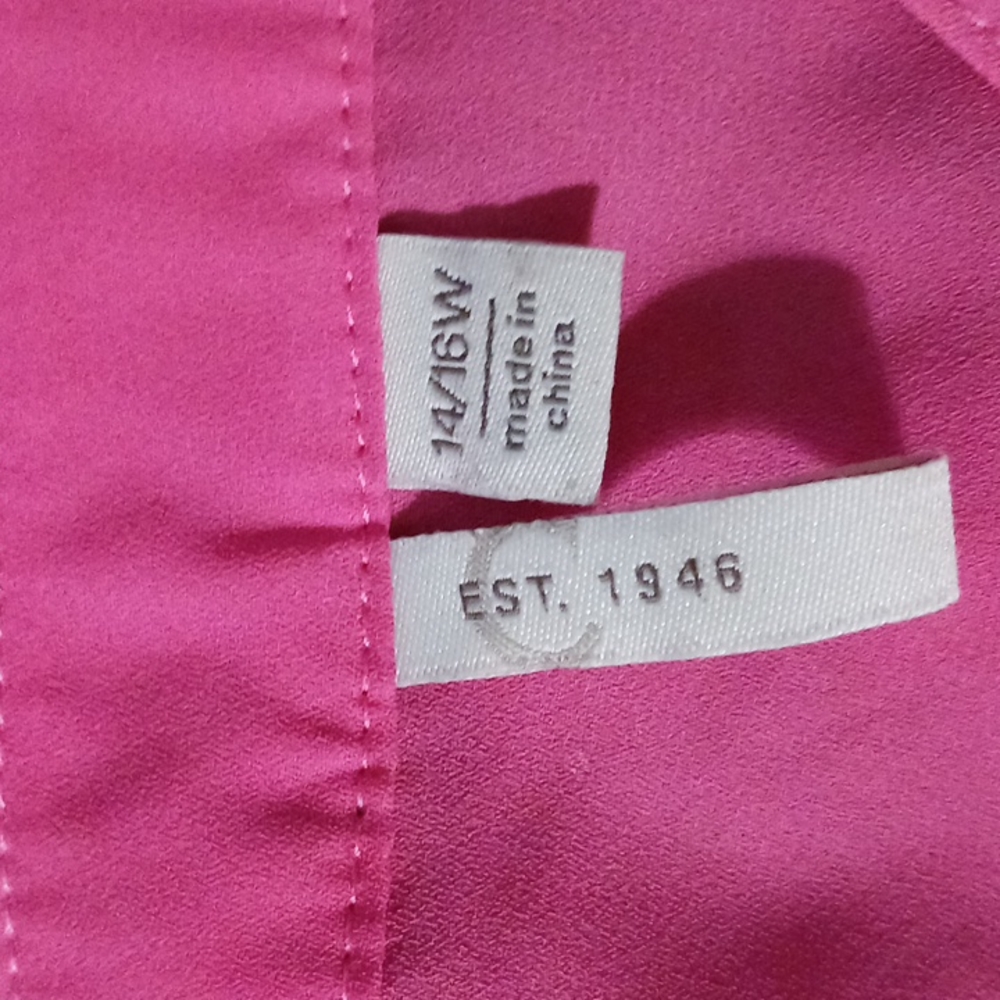 14/16W
made in
china
C
EST. 1946